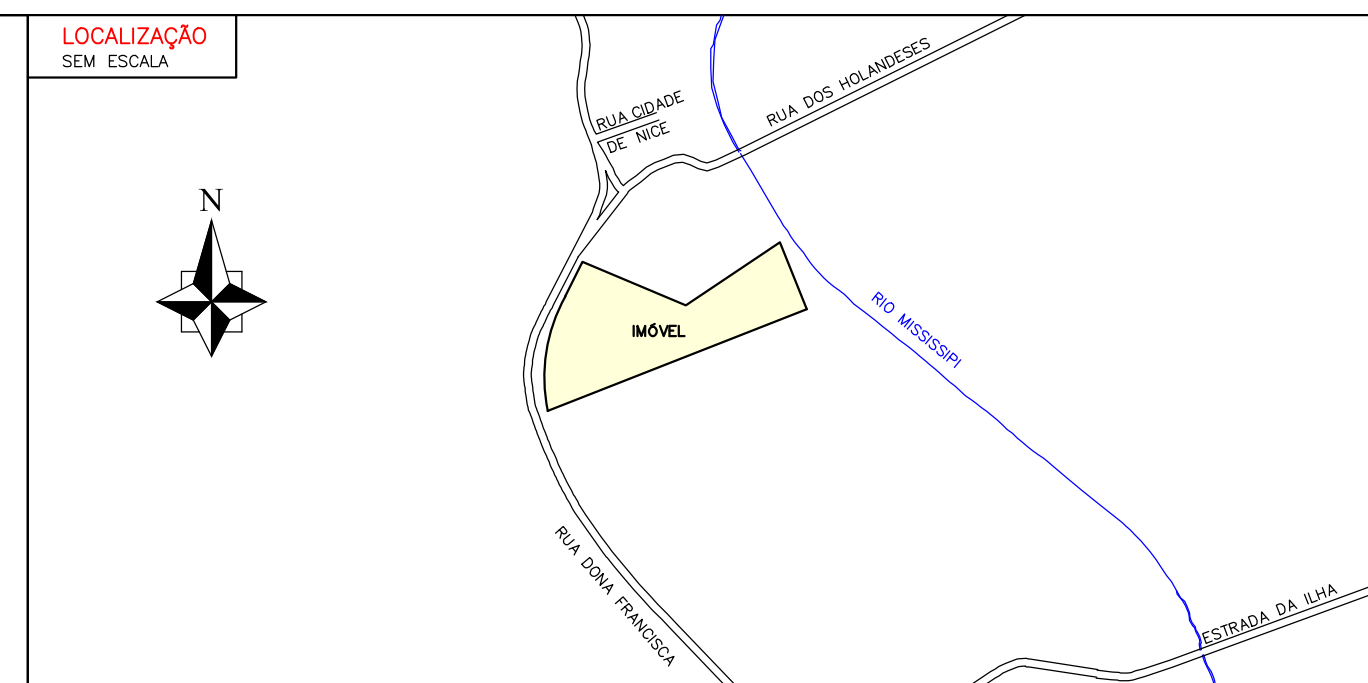 LOCALIZAÇÃO
SEM ESCALA
RUA CIDADE
DE NICE
RUA DOS HOLANDESES
N
IMÓVEL
RIO MISSISSIPI
RUA DONA FRANCISCA
ESTRADA DA ILHA